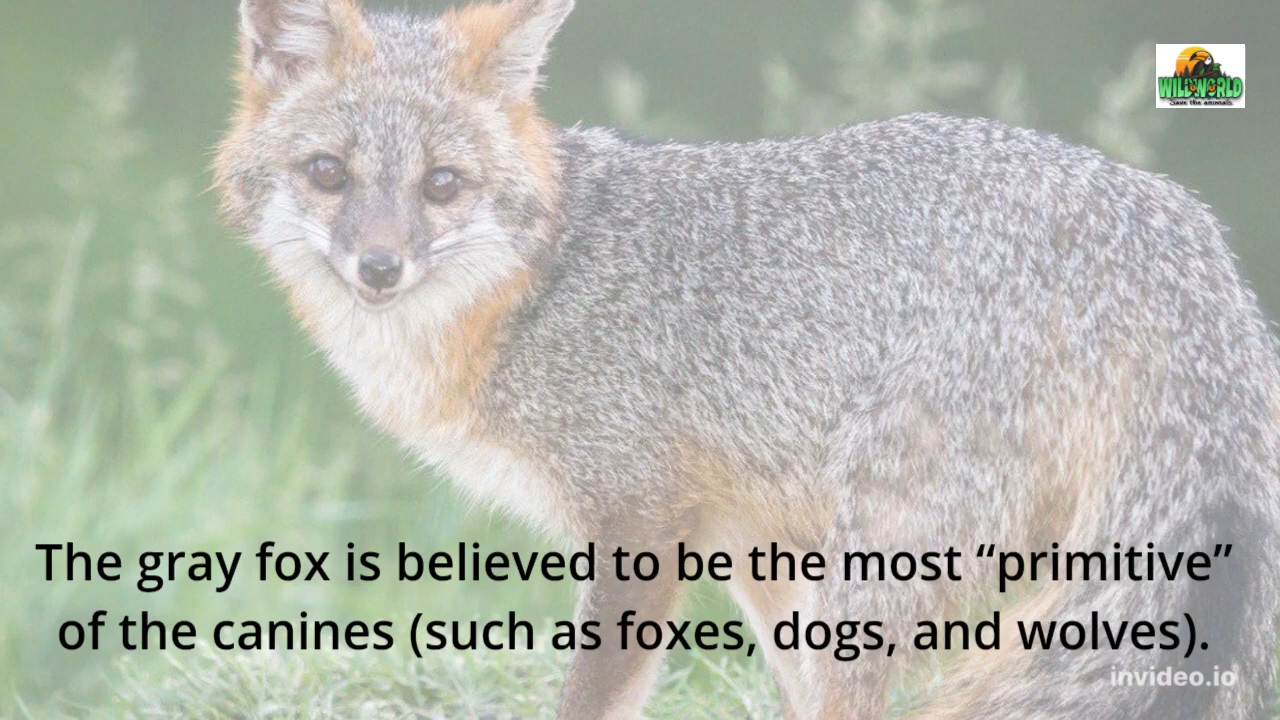 WILDWORLD
Save the animals
The gray fox is believed to be the most “primitive”
of the canines (such as foxes, dogs, and wolves).
invideo.io